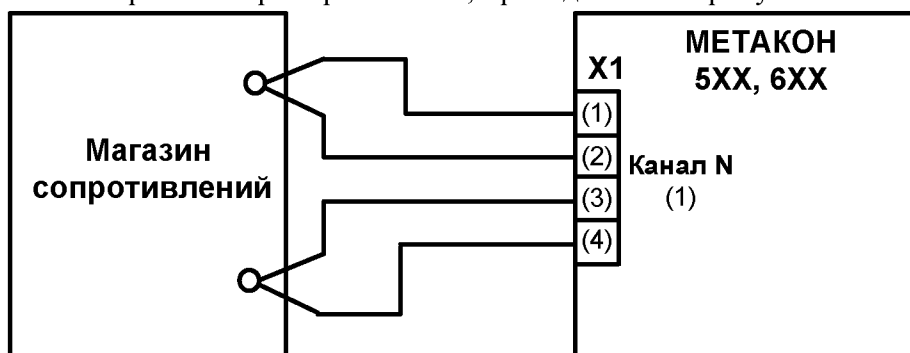 МЕТАКОН
5XX, 6XX
X1
(1)
(2)
(3)
(4)
Канал N
(1)
Магазин
сопротивлений